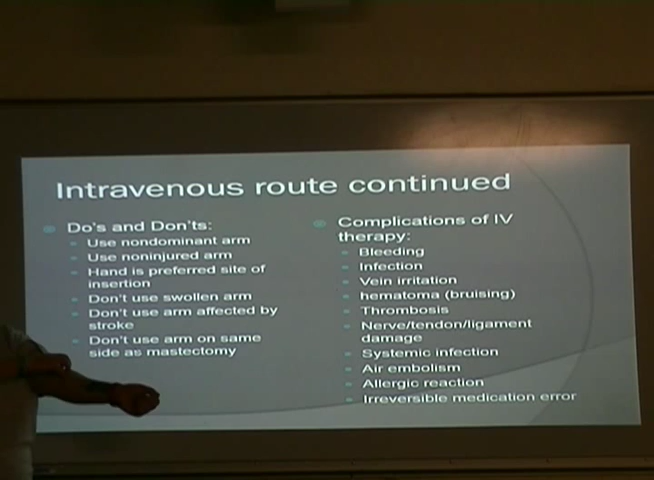 Intravenous route continued
Do's and Don'ts:
Use nondominant arm
Use noninjured arm
Hand is preferred site of
insertion
Don't use swollen arm
Don't use arm affected by
stroke
Don't use arm on same
side as mastectomy
Complications of IV
therapy:
Bleeding
Infection
Vein irritation
hematoma (bruising)
Thrombosis
Nerve/tendon/ligament
damage
Systemic infection
Air embolism
Allergic reaction
Irreversible medication error